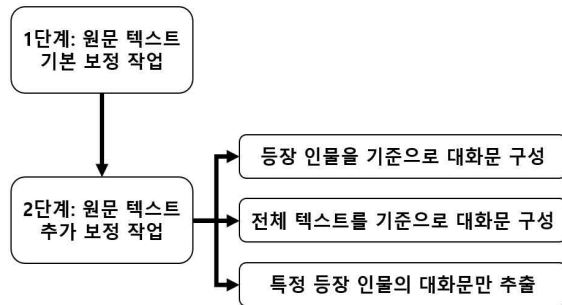 1단계: 원문 텍스트
기본 보정 작업
2단계: 원문 텍스트
추가 보정 작업
등장 인물을 기준으로 대화문 구성
전체 텍스트를 기준으로 대화문 구성
특정 등장 인물의 대화문만 추출